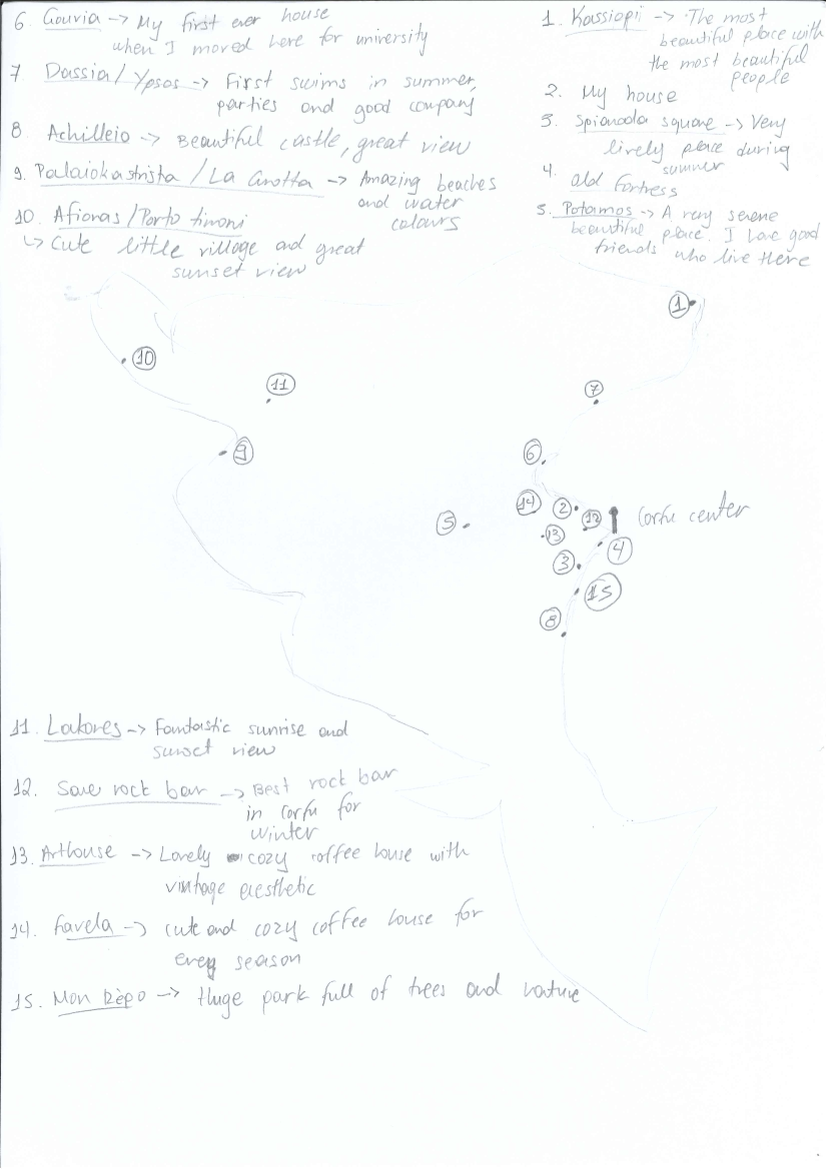 6. Gouvia -> My first ever house
when I moved here for university
7 Dassia/Ypsos -> First swims in summer,
parties and good company
8. Achilleio -> Beautiful castle, great view
9. Palaiokastrista / La Grotta -> Amazing beaches
and water
colours
10. Afionas/Porto timoni
↳ Cute little village and great
sunset view
1. Kassiopii -> The most
beautiful place with
the most beautiful
people
2. My house
3. Spianada square -> Very
lively place during
summer
4. old fortress
5. Potamos -> A very serene
beautiful place. I have good
friends who live there
1
10
11
7
9
6
14
2
12
Corfu center
5
13
4
3
15
8
11. Lakones -> Fantastic sunrise and
sunset view
12. Save rock bar -> Best rock bar
in Corfu for
winter
13. Arthouse -> Lovely cozy coffee house with
vintage aesthetic
14. Favela -> cute and cozy coffee house for
every season
15. Mon Repo -> Huge park full of trees and nature